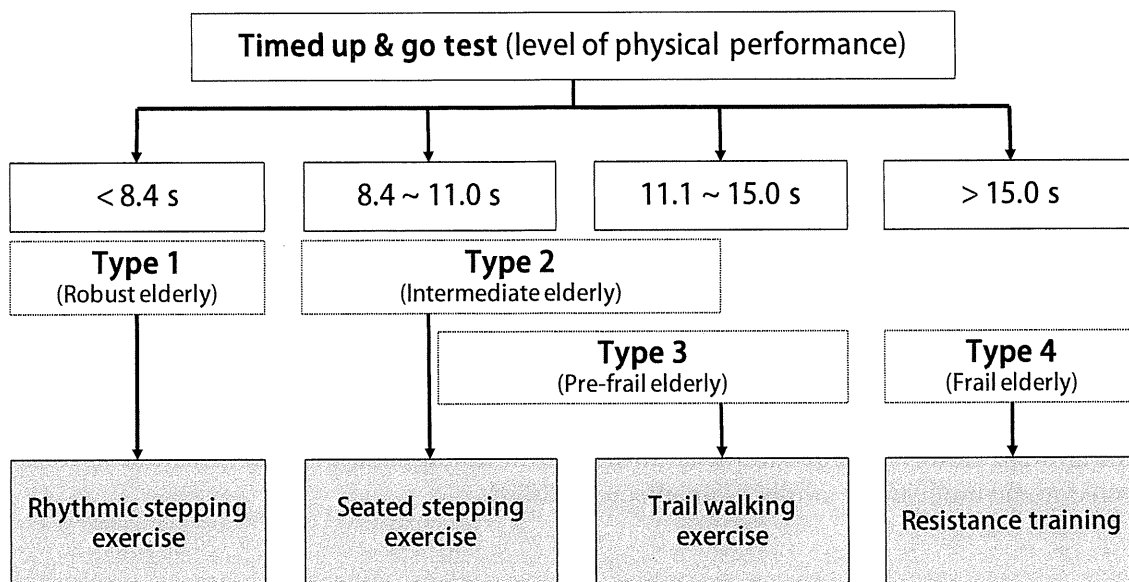 Timed up & go test (level of physical performance)
< 8.4 s
8.4 ~ 11.0 s
11.1 ~ 15.0 s
> 15.0 s
Type 1
(Robust elderly)
Type 2
(Intermediate elderly)
Type 3
(Pre-frail elderly)
Type 4
(Frail elderly)
Rhythmic stepping
exercise
Seated stepping
exercise
Trail walking
exercise
Resistance training